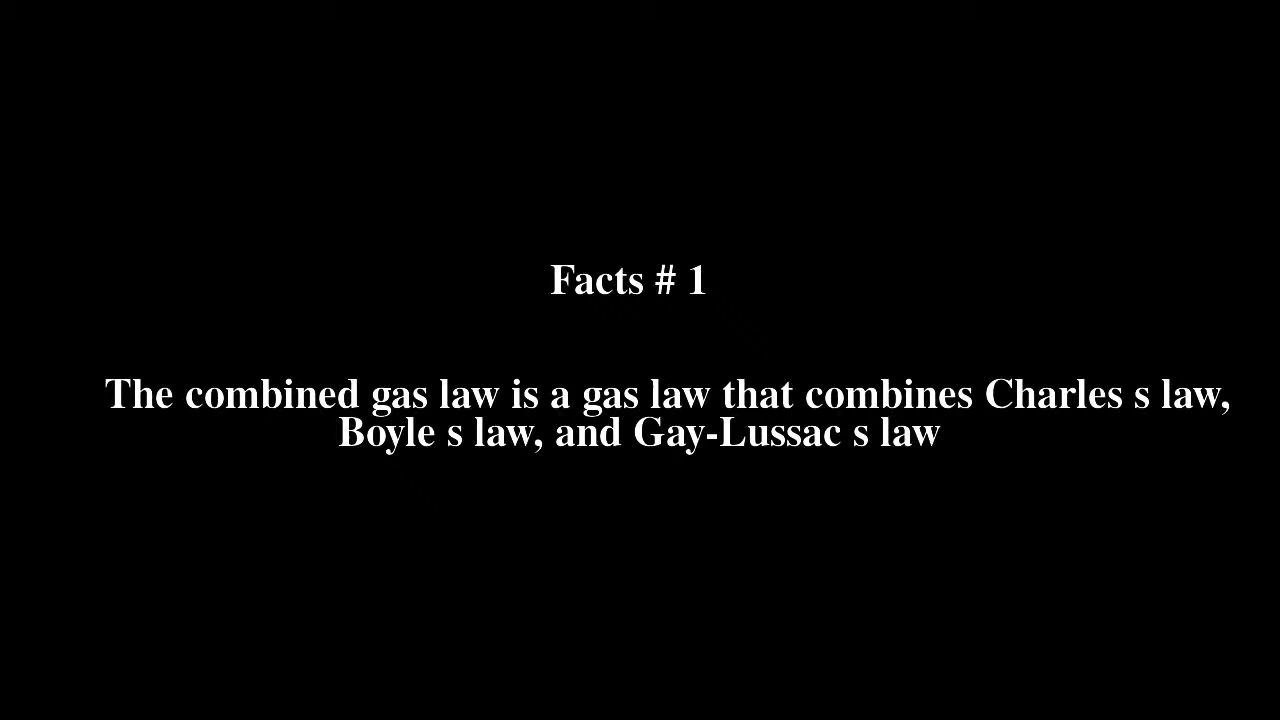 Facts # 1
The combined gas law is a gas law that combines Charles s law,
Boyle s law, and Gay-Lussac s law